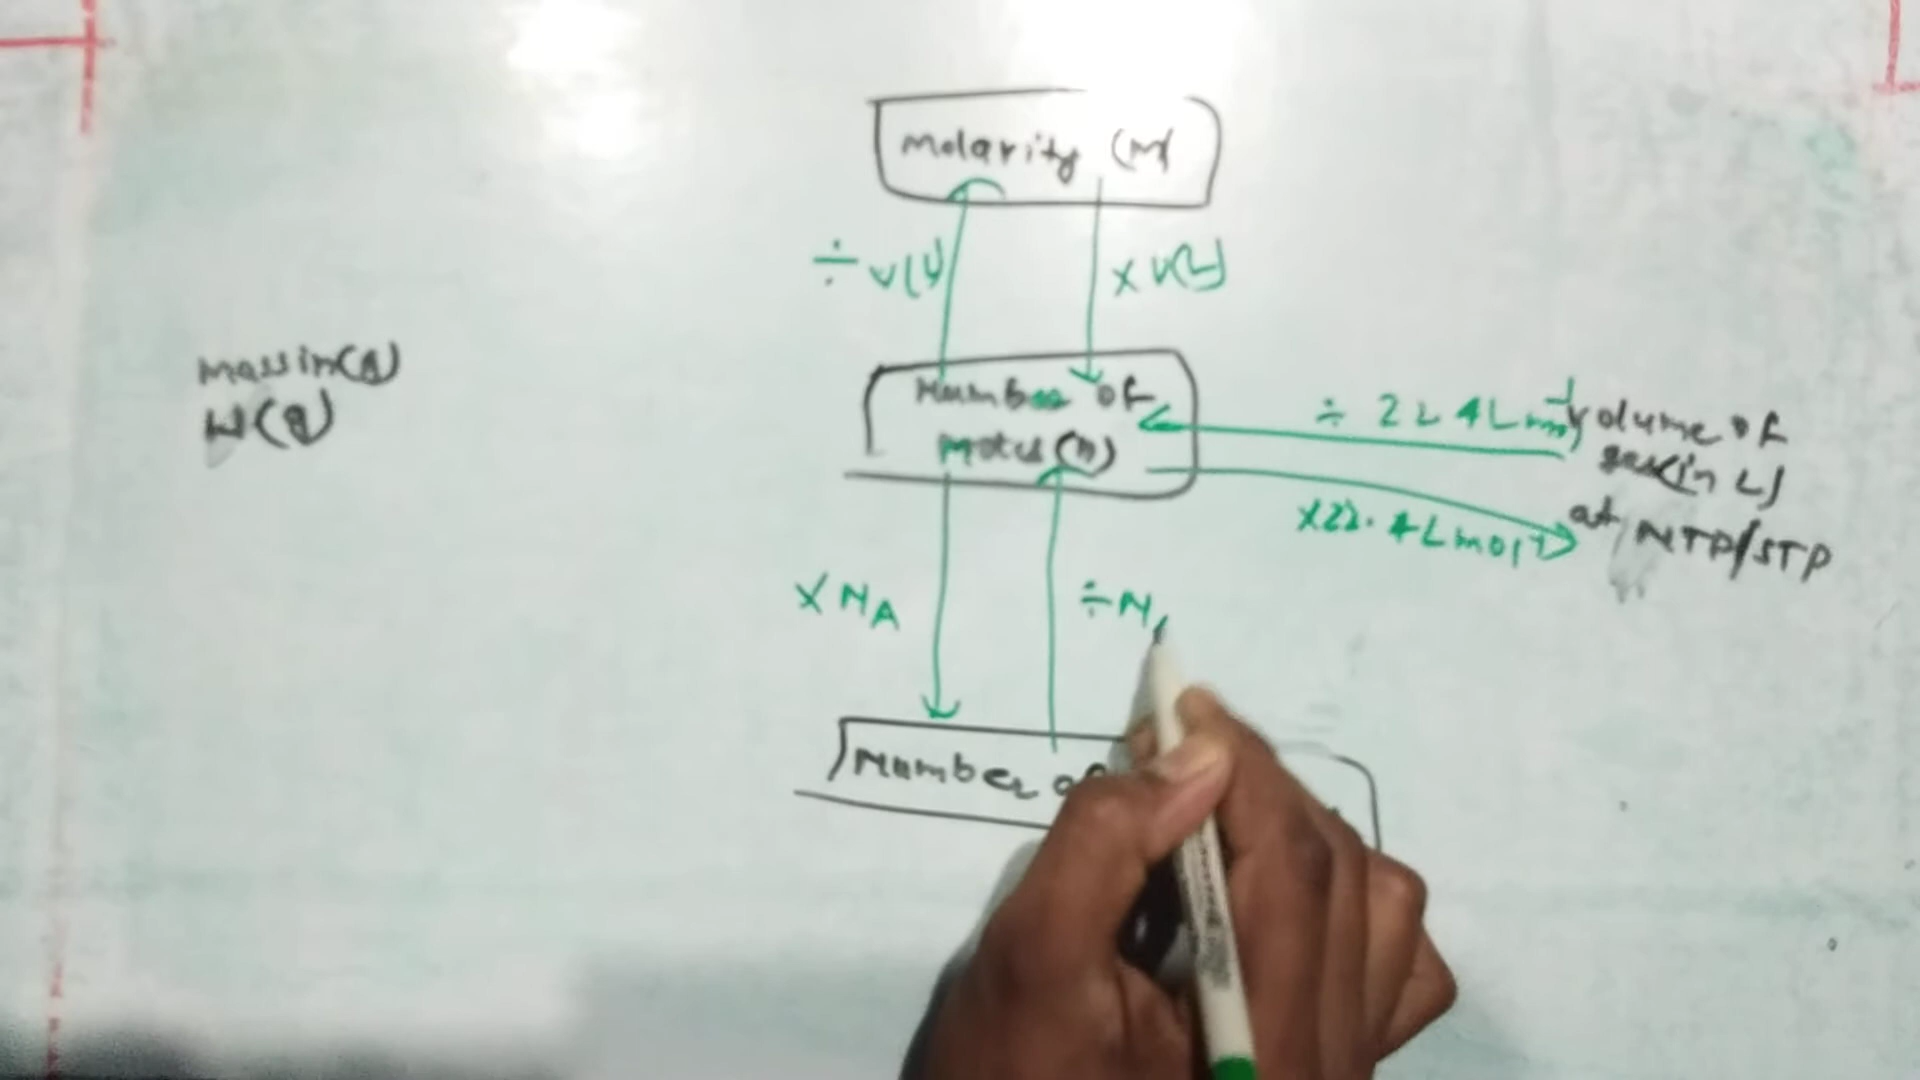 Molarity (M)
÷ V(L)
× V(L)
Mass in (g)
W(g)
Number of
moles (n)
÷ 22.4 L mol⁻¹
Volume of
gas (in L)
at NTP/STP
×22.4 L mol⁻¹
× NA
÷ N
Number of